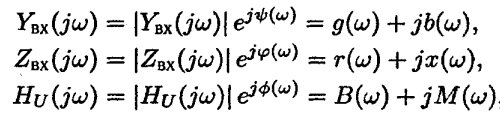 Y_вх(jω) = |Y_вх(jω)| e^{jψ(ω)} = g(ω) + jb(ω),
Z_вх(jω) = |Z_вх(jω)| e^{jφ(ω)} = r(ω) + jx(ω),
H_U(jω) = |H_U(jω)| e^{jϕ(ω)} = B(ω) + jM(ω),